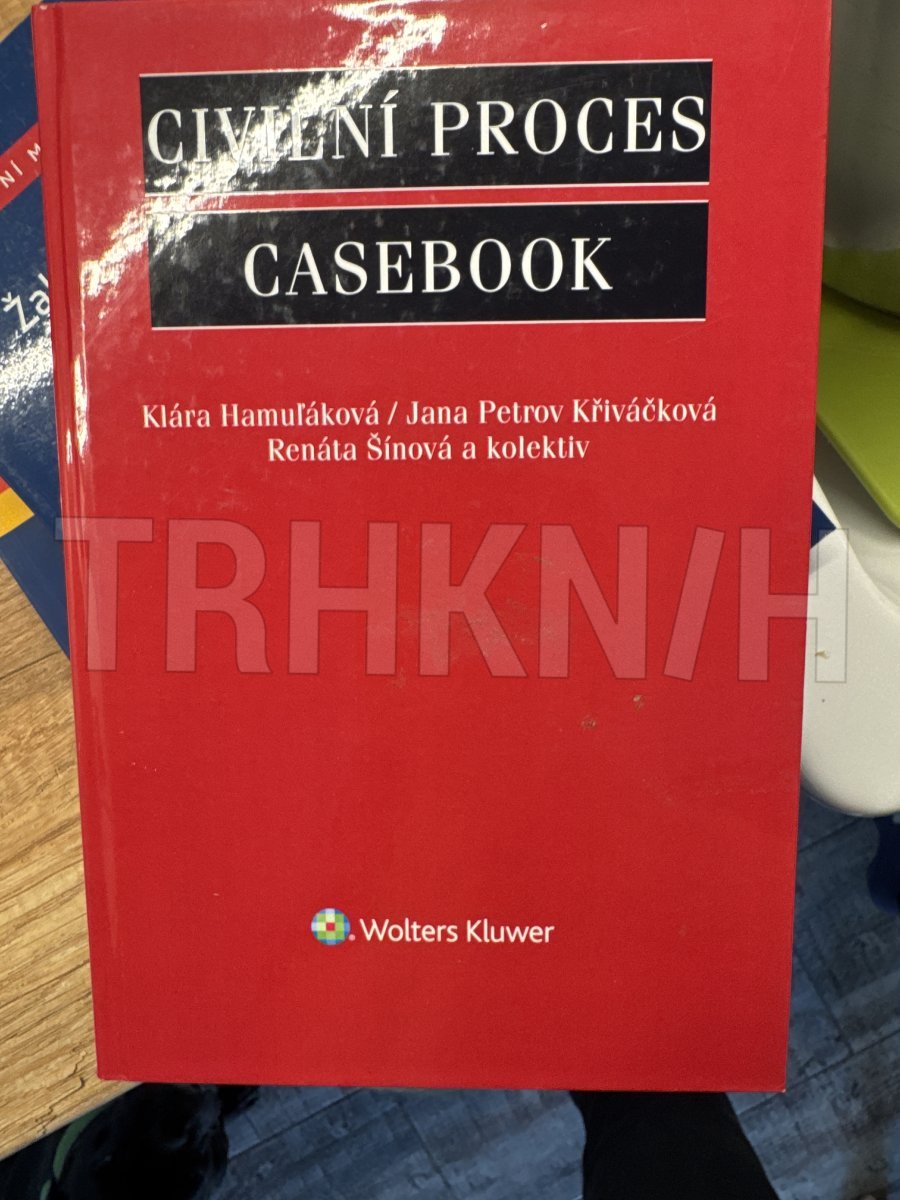 CIVILNÍ PROCES
CASEBOOK
Klára Hamuľáková / Jana Petrov Křiváčková
Renáta Šínová a kolektiv
TRHKN/H
Wolters Kluwer